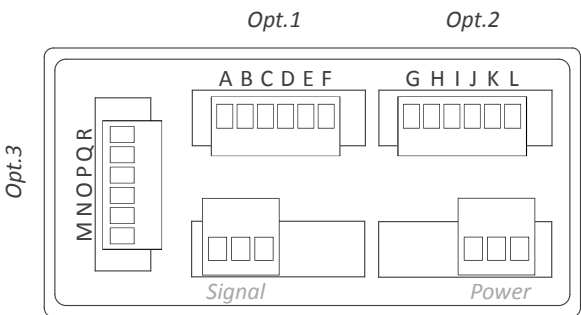 Opt.1
Opt.2
A B C D E F
G H I J K L
Opt.3
M N O P Q R
Signal
Power